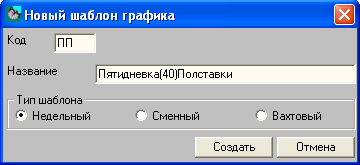 Новый шаблон графика
Код ПП
Название Пятидневка(40)Полставки
Тип шаблона
Недельный Сменный Вахтовый
Создать Отмена